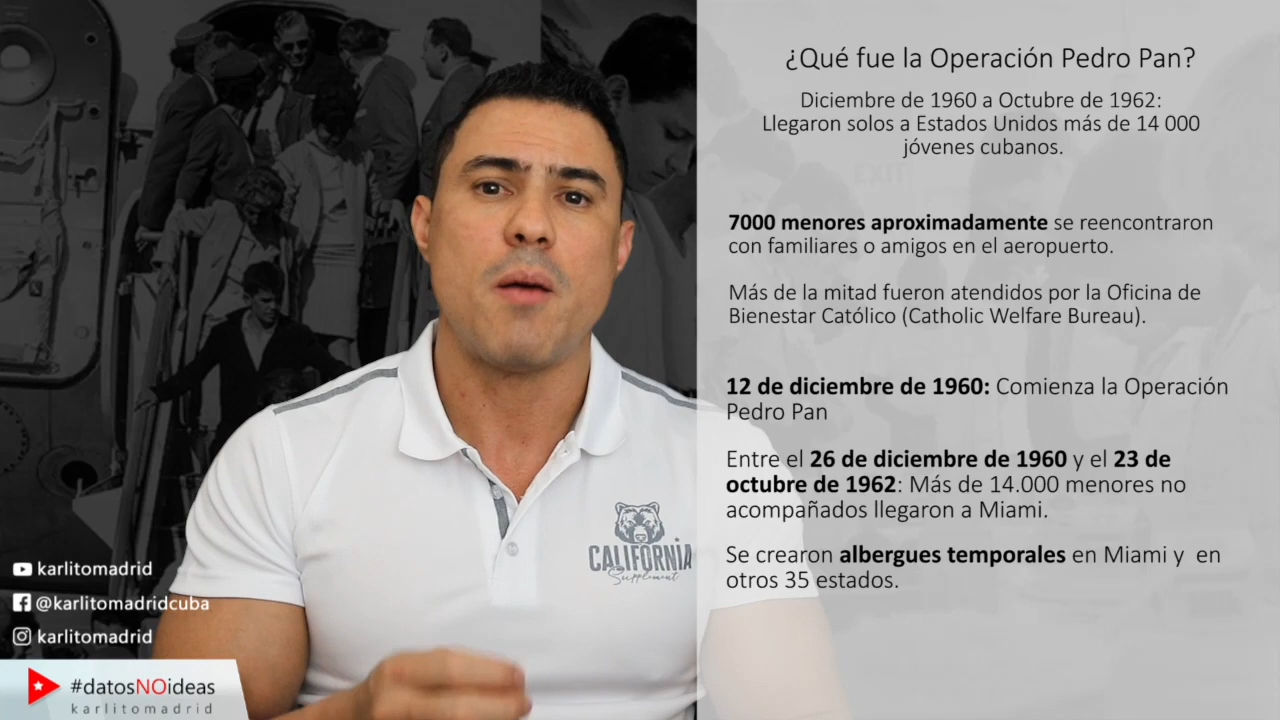 ¿Qué fue la Operación Pedro Pan?
Diciembre de 1960 a Octubre de 1962:
Llegaron solos a Estados Unidos más de 14 000
jóvenes cubanos.
7000 menores aproximadamente se reencontraron
con familiares o amigos en el aeropuerto.
Más de la mitad fueron atendidos por la Oficina de
Bienestar Católico (Catholic Welfare Bureau).
12 de diciembre de 1960: Comienza la Operación
Pedro Pan
Entre el 26 de diciembre de 1960 y el 23 de
octubre de 1962: Más de 14.000 menores no
acompañados llegaron a Miami.
Se crearon albergues temporales en Miami y en
otros 35 estados.
CALIFORNIA
Supplement
karlitomadrid
@karlitomadridcuba
karlitomadrid
#datosNOideas
karlitomadrid
EXIT